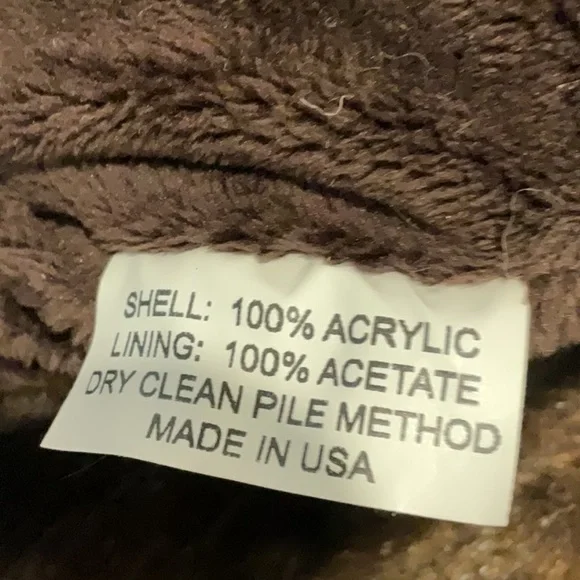 SHELL: 100% ACRYLIC
LINING: 100% ACETATE
DRY CLEAN PILE METHOD
MADE IN USA